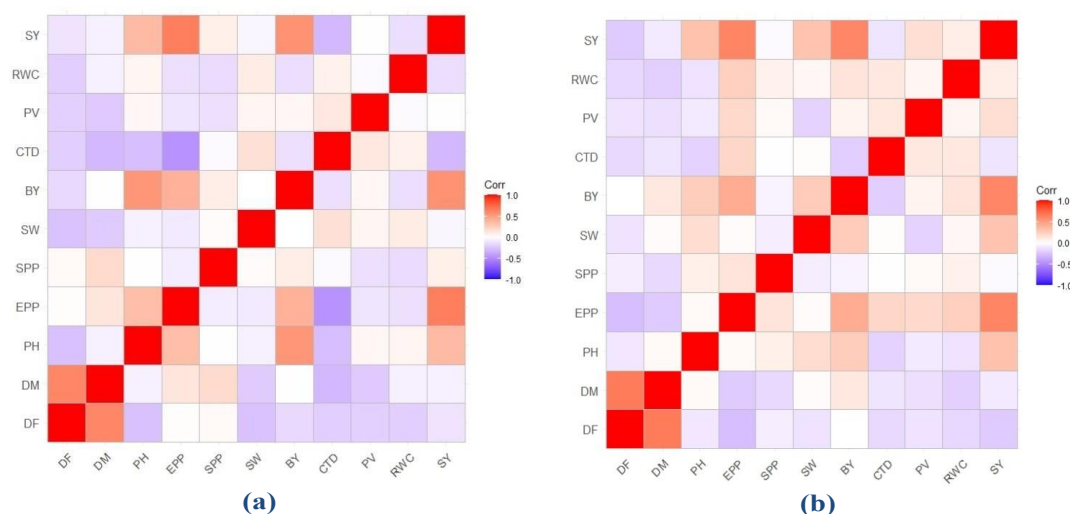 SY
RWC
PV
CTD
BY
SW
SPP
EPP
PH
DM
DF
DF DM PH EPP SPP SW BY CTD PV RWC SY
Corr
1.0
0.5
0.0
-0.5
-1.0
(a)
SY
RWC
PV
CTD
BY
SW
SPP
EPP
PH
DM
DF
DF DM PH EPP SPP SW BY CTD PV RWC SY
Corr
1.0
0.5
0.0
-0.5
-1.0
(b)